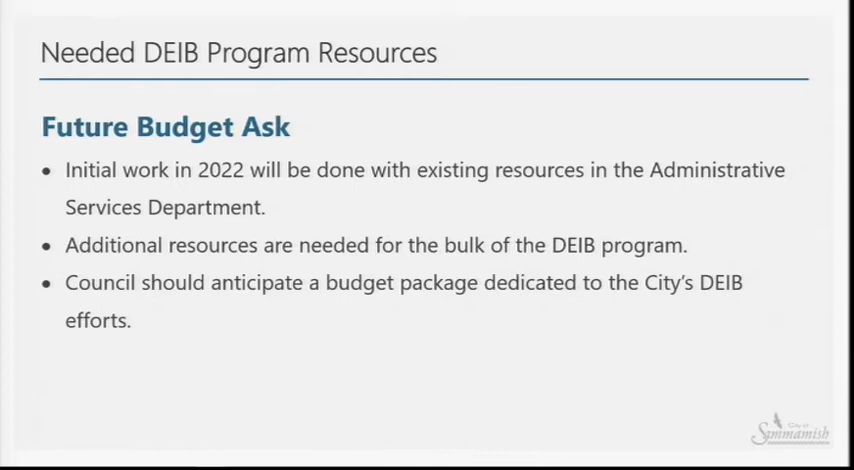 Needed DEIB Program Resources
Future Budget Ask
• Initial work in 2022 will be done with existing resources in the Administrative
Services Department.
• Additional resources are needed for the bulk of the DEIB program.
• Council should anticipate a budget package dedicated to the City’s DEIB
efforts.
City of
Sammamish